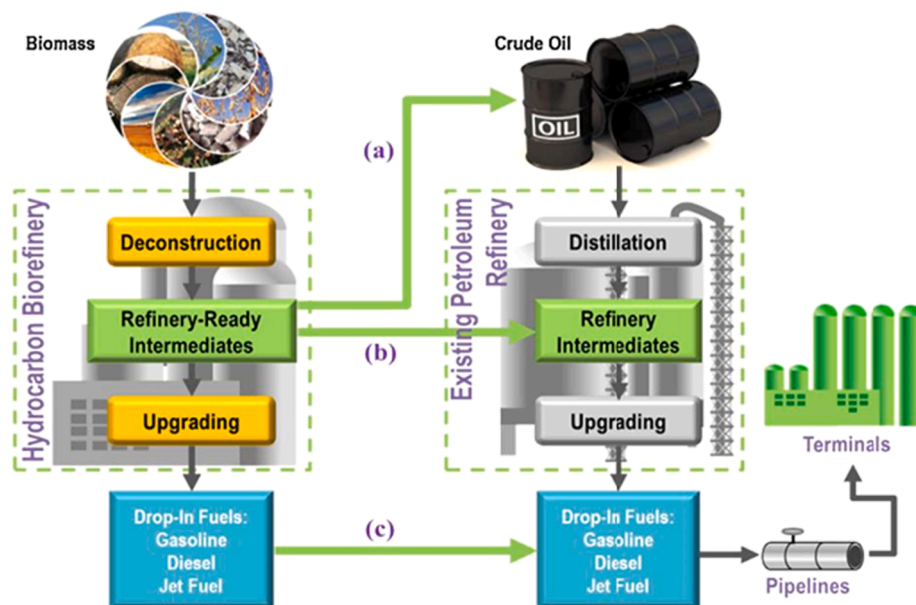 Biomass
Crude Oil
OIL
(a)
Hydrocarbon Biorefinery
Deconstruction
Refinery-Ready
Intermediates
Upgrading
(b)
Existing Petroleum
Refinery
Distillation
Refinery
Intermediates
Upgrading
Terminals
Drop-In Fuels:
Gasoline
Diesel
Jet Fuel
(c)
Drop-In Fuels:
Gasoline
Diesel
Jet Fuel
Pipelines